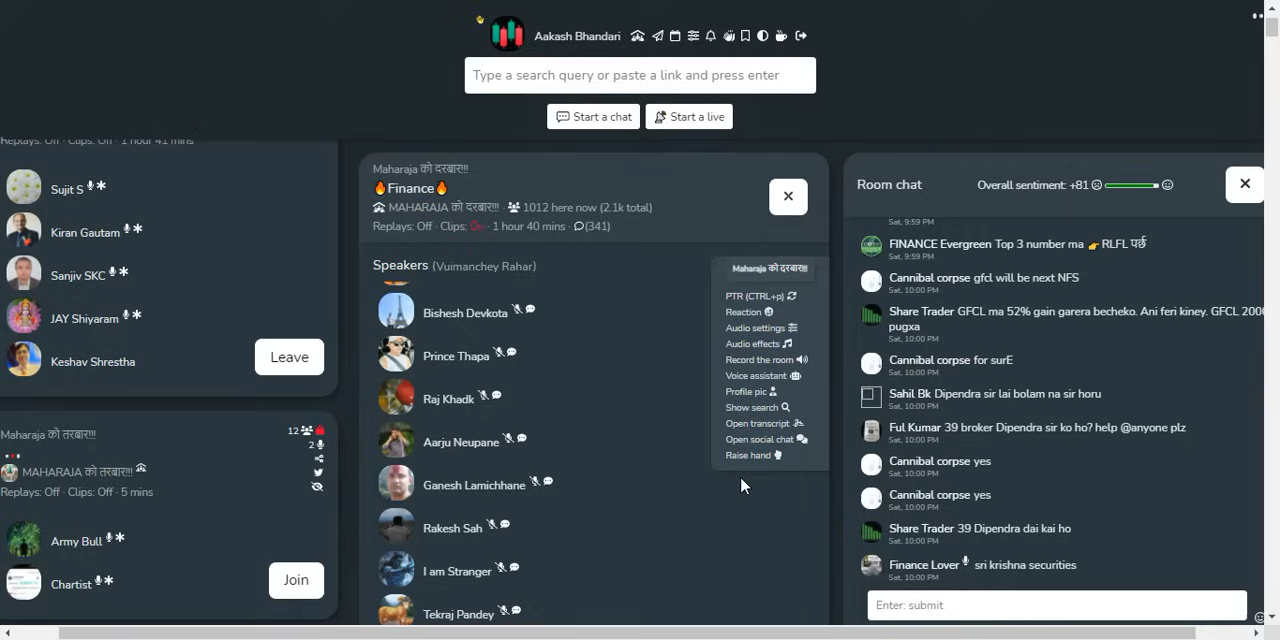 Aakash Bhandari
Type a search query or paste a link and press enter
Start a chat
Start a live
Replays: Off · Clips: Off · 1 hour 41 mins
Sujit S
Kiran Gautam
Sanjiv SKC
JAY Shiyaram
Keshav Shrestha
Leave
Maharaja को तरबार!!!
12
2
MAHARAJA को तरबार!!!
Replays: Off · Clips: Off · 5 mins
Army Bull
Chartist
Join
Maharaja को दरबार!!!
🔥Finance🔥
MAHARAJA को दरबार!!! · 1012 here now (2.1k total)
Replays: Off · Clips: On · 1 hour 40 mins · (341)
Speakers (Vuimanchey Rahar)
Bishesh Devkota
Prince Thapa
Raj Khadk
Aarju Neupane
Ganesh Lamichhane
Rakesh Sah
I am Stranger
Tekraj Pandey
Maharaja को दरबार!!!
PTR (CTRL+p)
Reaction
Audio settings
Audio effects
Record the room
Voice assistant
Profile pic
Show search
Open transcript
Open social chat
Raise hand
Room chat
Overall sentiment: +81
Sat, 9:59 PM
FINANCE Evergreen Top 3 number ma 👉 RLFL पर्छ
Sat, 9:59 PM
Cannibal corpse gfcl will be next NFS
Sat, 10:00 PM
Share Trader GFCL ma 52% gain garera becheko. Ani feri kiney. GFCL 2000
pugxa
Sat, 10:00 PM
Cannibal corpse for surE
Sat, 10:00 PM
Sahil Bk Dipendra sir lai bolam na sir horu
Sat, 10:00 PM
Ful Kumar 39 broker Dipendra sir ko ho? help @anyone plz
Sat, 10:00 PM
Cannibal corpse yes
Sat, 10:00 PM
Cannibal corpse yes
Sat, 10:00 PM
Share Trader 39 Dipendra dai kai ho
Sat, 10:00 PM
Finance Lover sri krishna securities
Sat, 10:00 PM
Enter: submit